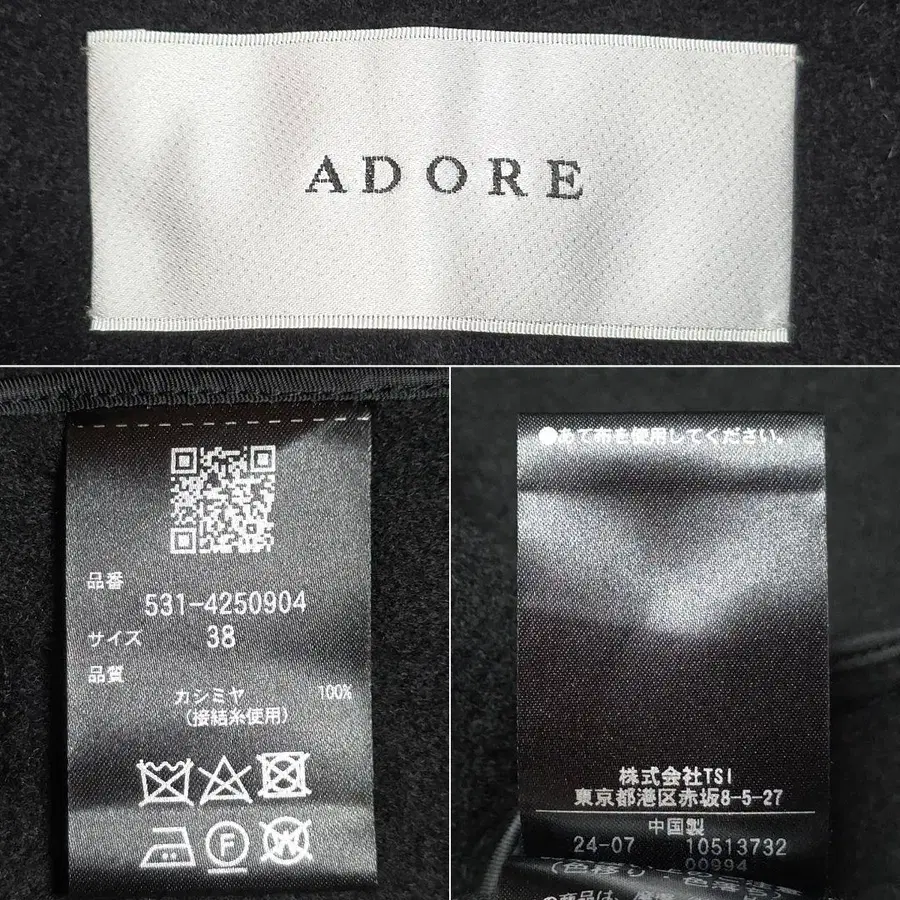 ADORE
品番
531-4250904
サイズ 38
品質
カシミヤ 100%
(接結糸使用)
F
W
●あて布を使用してください。
株式会社TSI
東京都港区赤坂8-5-27
中国製
24-07 10513732
00994